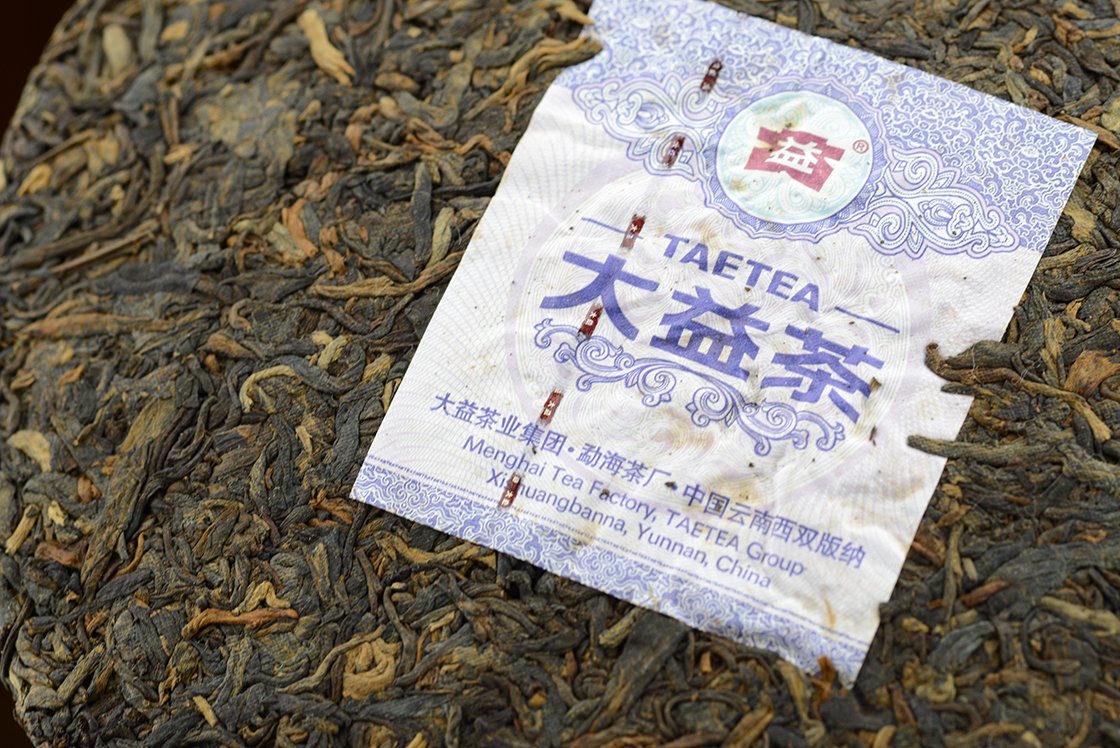 益®
TAETEA
大益茶
大益茶业集团·勐海茶厂·中国云南西双版纳
Menghai Tea Factory, TAETEA Group
Xishuangbanna, Yunnan, China